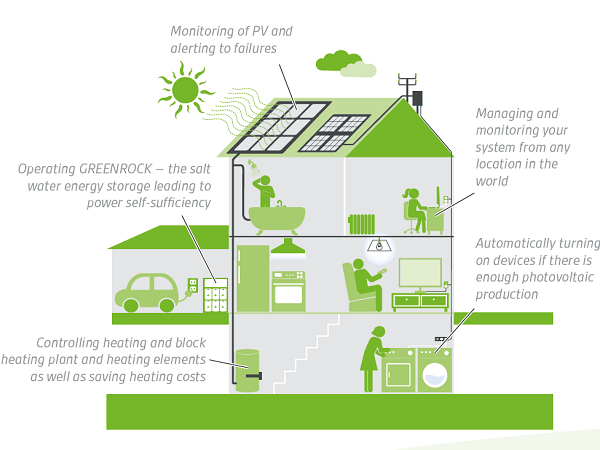 Monitoring of PV and
alerting to failures
Managing and
monitoring your
system from any
location in the
world
Operating GREENROCK – the salt
water energy storage leading to
power self-sufficiency
Automatically turning
on devices if there is
enough photovoltaic
production
Controlling heating and block
heating plant and heating elements
as well as saving heating costs